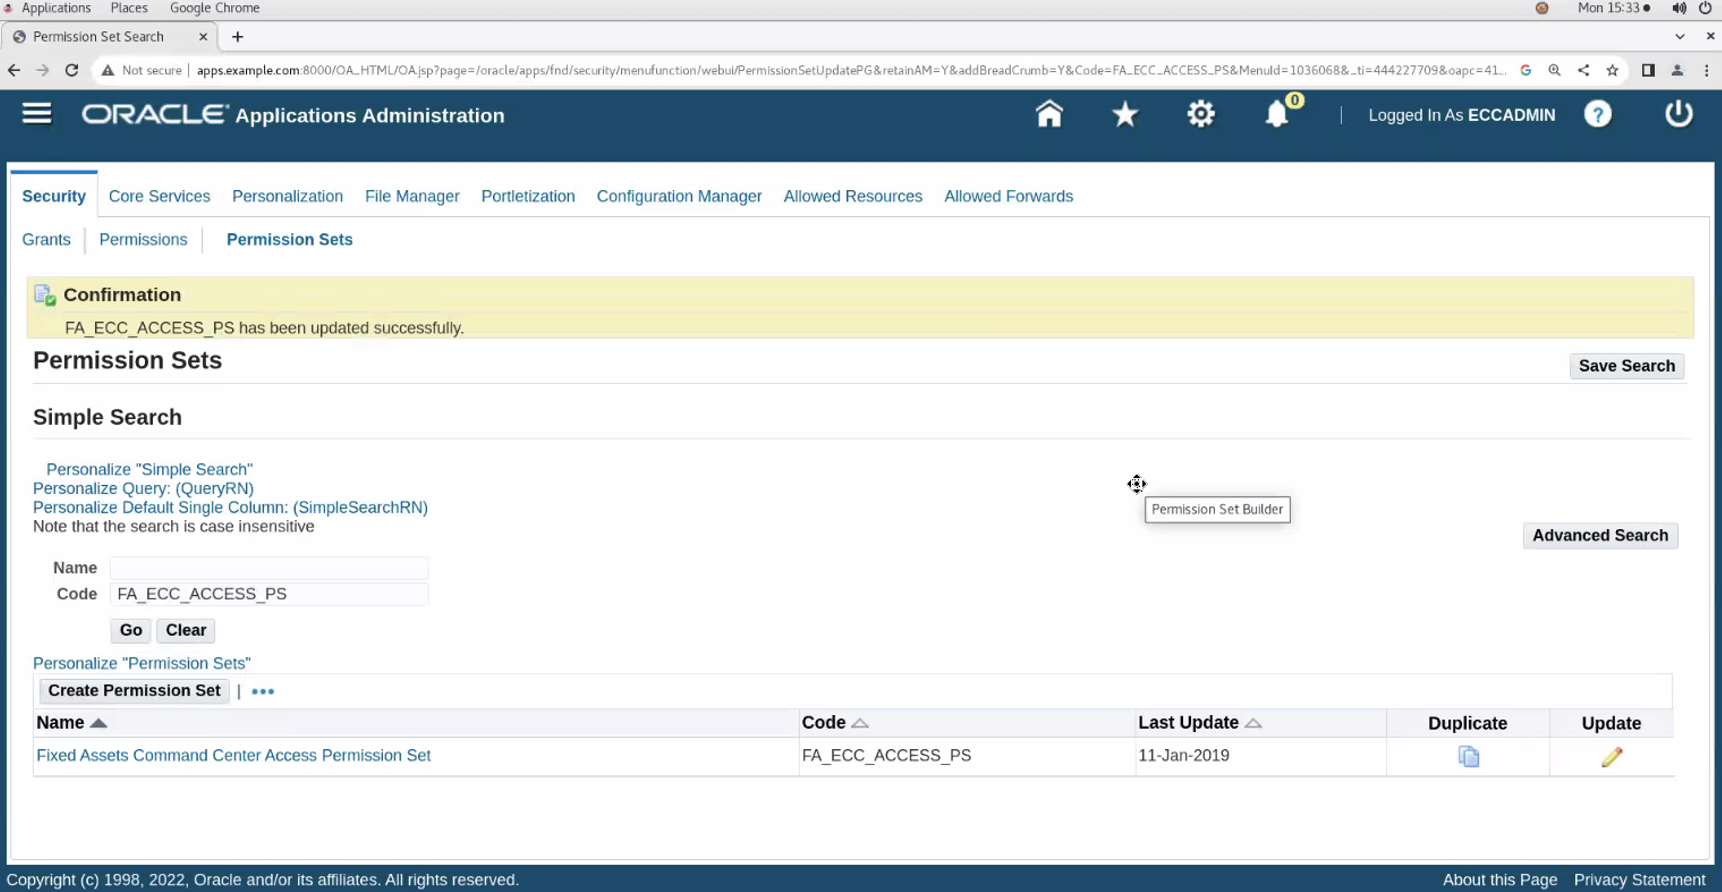 Applications Places Google Chrome Mon 15:33
Permission Set Search
Not secure apps.example.com:8000/OA_HTML/OA.jsp?page=/oracle/apps/fnd/security/menufunction/webui/PermissionSetUpdatePG&retainAM=Y&addBreadCrumb=Y&Code=FA_ECC_ACCESS_PS&MenuId=1036068&_ti=444227709&oapc=41...
ORACLE Applications Administration 0 Logged In As ECCADMIN ?
Security Core Services Personalization File Manager Portletization Configuration Manager Allowed Resources Allowed Forwards
Grants Permissions Permission Sets
Confirmation
FA_ECC_ACCESS_PS has been updated successfully.
Permission Sets Save Search
Simple Search
Personalize "Simple Search"
Personalize Query: (QueryRN)
Personalize Default Single Column: (SimpleSearchRN)
Permission Set Builder
Note that the search is case insensitive
Advanced Search
Name
Code FA_ECC_ACCESS_PS
Go Clear
Personalize "Permission Sets"
Create Permission Set | •••
Name Code Last Update Duplicate Update
Fixed Assets Command Center Access Permission Set FA_ECC_ACCESS_PS 11-Jan-2019
Copyright (c) 1998, 2022, Oracle and/or its affiliates. All rights reserved. About this Page Privacy Statement